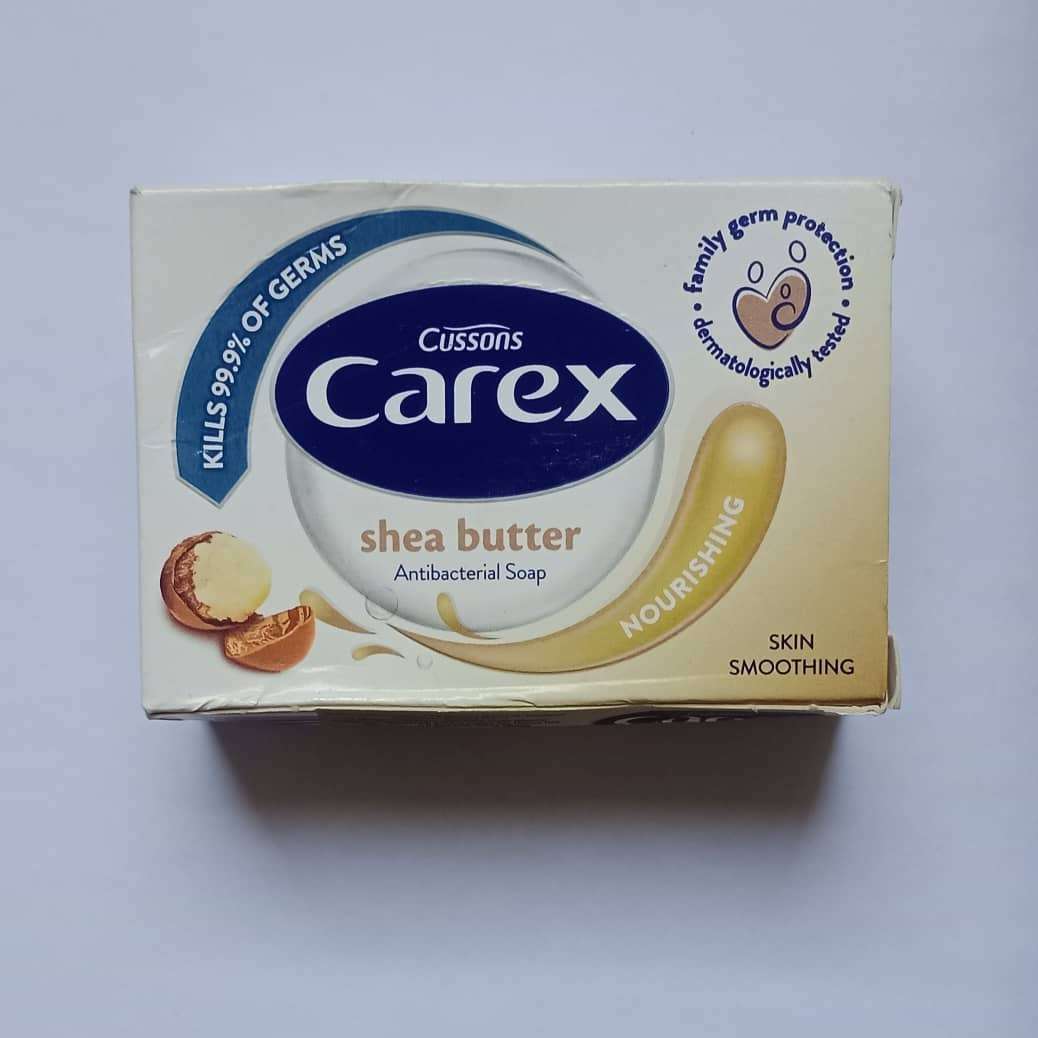 KILLS 99.9% OF GERMS
Cussons
Carex
shea butter
Antibacterial Soap
family germ protection
dermatologically tested
NOURISHING
SKIN
SMOOTHING